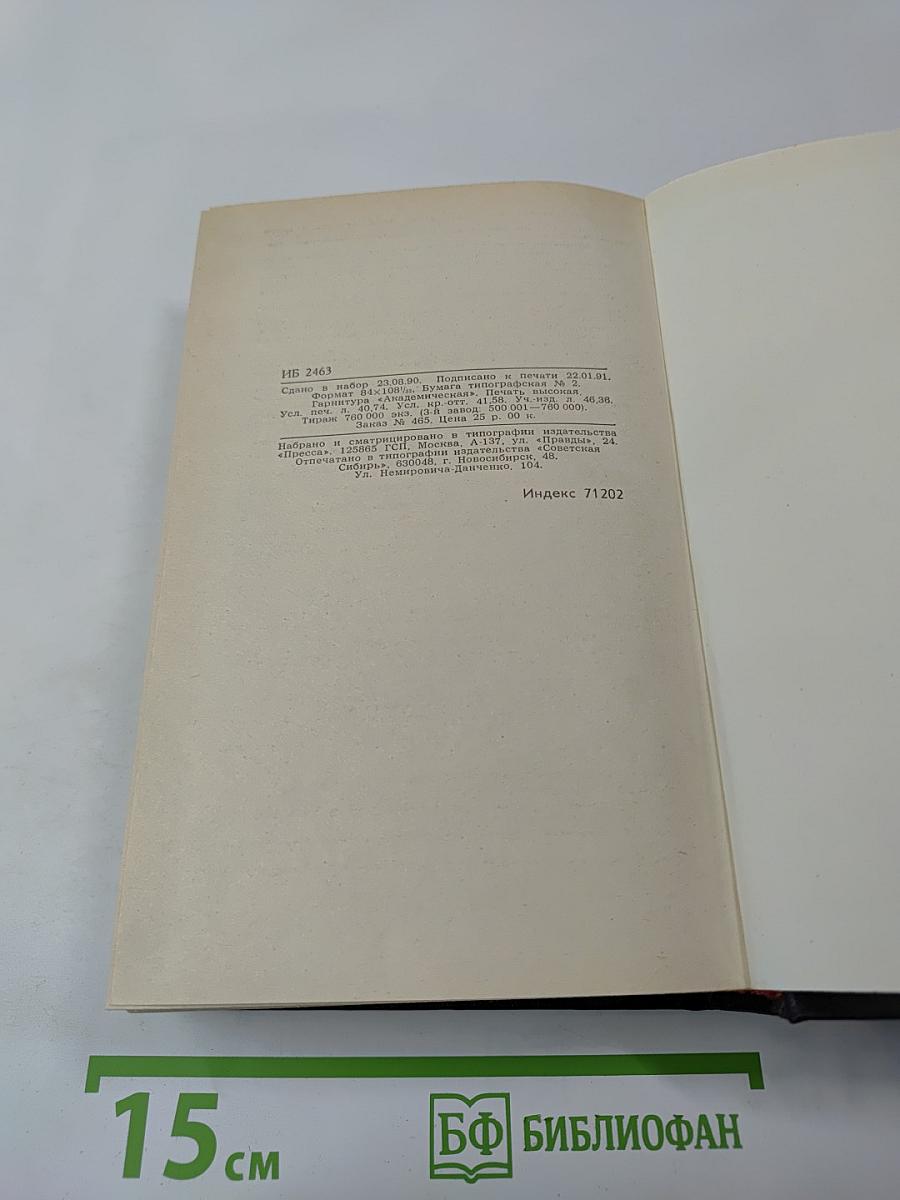 ИБ 2463
Сдано в набор 23.08.90. Подписано к печати 22.01.91.
Формат 84×108¹/₃₂. Бумага типографская № 2.
Гарнитура «Академическая». Печать высокая.
Усл. печ. л. 40,74. Усл. кр.-отт. 41,58. Уч.-изд. л. 46,38.
Тираж 760 000 экз. (3-й завод: 500 001—760 000).
Заказ № 465. Цена 25 р. 00 к.
Набрано и сматрицировано в типографии издательства
«Пресса». 125865 ГСП, Москва, А-137, ул. «Правды», 24.
Отпечатано в типографии издательства «Советская
Сибирь», 630048, г. Новосибирск, 48.
Ул. Немировича-Данченко, 104.
Индекс 71202
15 см
БФ БИБЛИОФАН